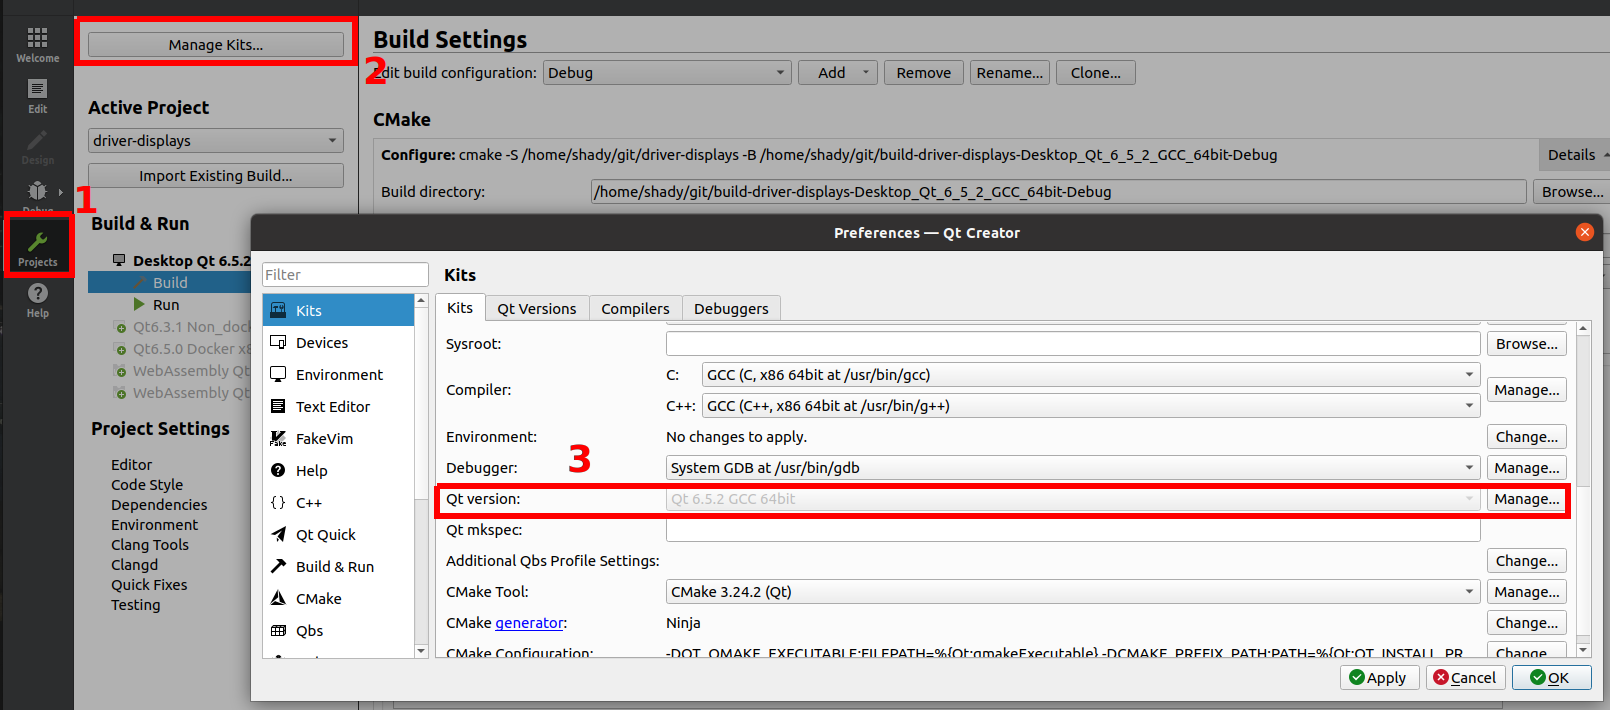 Welcome
Edit
Design
Debug
Projects
Help
1
Manage Kits...
2
Active Project
driver-displays
Import Existing Build...
Build & Run
Desktop Qt 6.5.2
Build
Run
Qt6.3.1 Non_dock
Qt6.5.0 Docker x8
WebAssembly Qt
WebAssembly Qt
Project Settings
Editor
Code Style
Dependencies
Environment
Clang Tools
Clangd
Quick Fixes
Testing
Build Settings
Edit build configuration: Debug Add Remove Rename... Clone...
CMake
Configure: cmake -S /home/shady/git/driver-displays -B /home/shady/git/build-driver-displays-Desktop_Qt_6_5_2_GCC_64bit-Debug Details
Build directory: /home/shady/git/build-driver-displays-Desktop_Qt_6_5_2_GCC_64bit-Debug Browse...
Preferences — Qt Creator
Filter
Kits
Devices
Environment
Text Editor
FakeVim
Fake
Help
C++
Qt Quick
Build & Run
CMake
Qbs
Kits
Kits Qt Versions Compilers Debuggers
Sysroot: Browse...
Compiler: C: GCC (C, x86 64bit at /usr/bin/gcc) Manage...
C++: GCC (C++, x86 64bit at /usr/bin/g++)
Environment: No changes to apply. Change...
3
Debugger: System GDB at /usr/bin/gdb Manage...
Qt version: Qt 6.5.2 GCC 64bit Manage...
Qt mkspec:
Additional Qbs Profile Settings: Change...
CMake Tool: CMake 3.24.2 (Qt) Manage...
CMake generator: Ninja Change...
CMake Configuration: -DQT_QMAKE_EXECUTABLE:FILEPATH=%{Qt:qmakeExecutable} -DCMAKE_PREFIX_PATH:PATH=%{Qt:QT_INSTALL_PR Change...
Apply Cancel OK